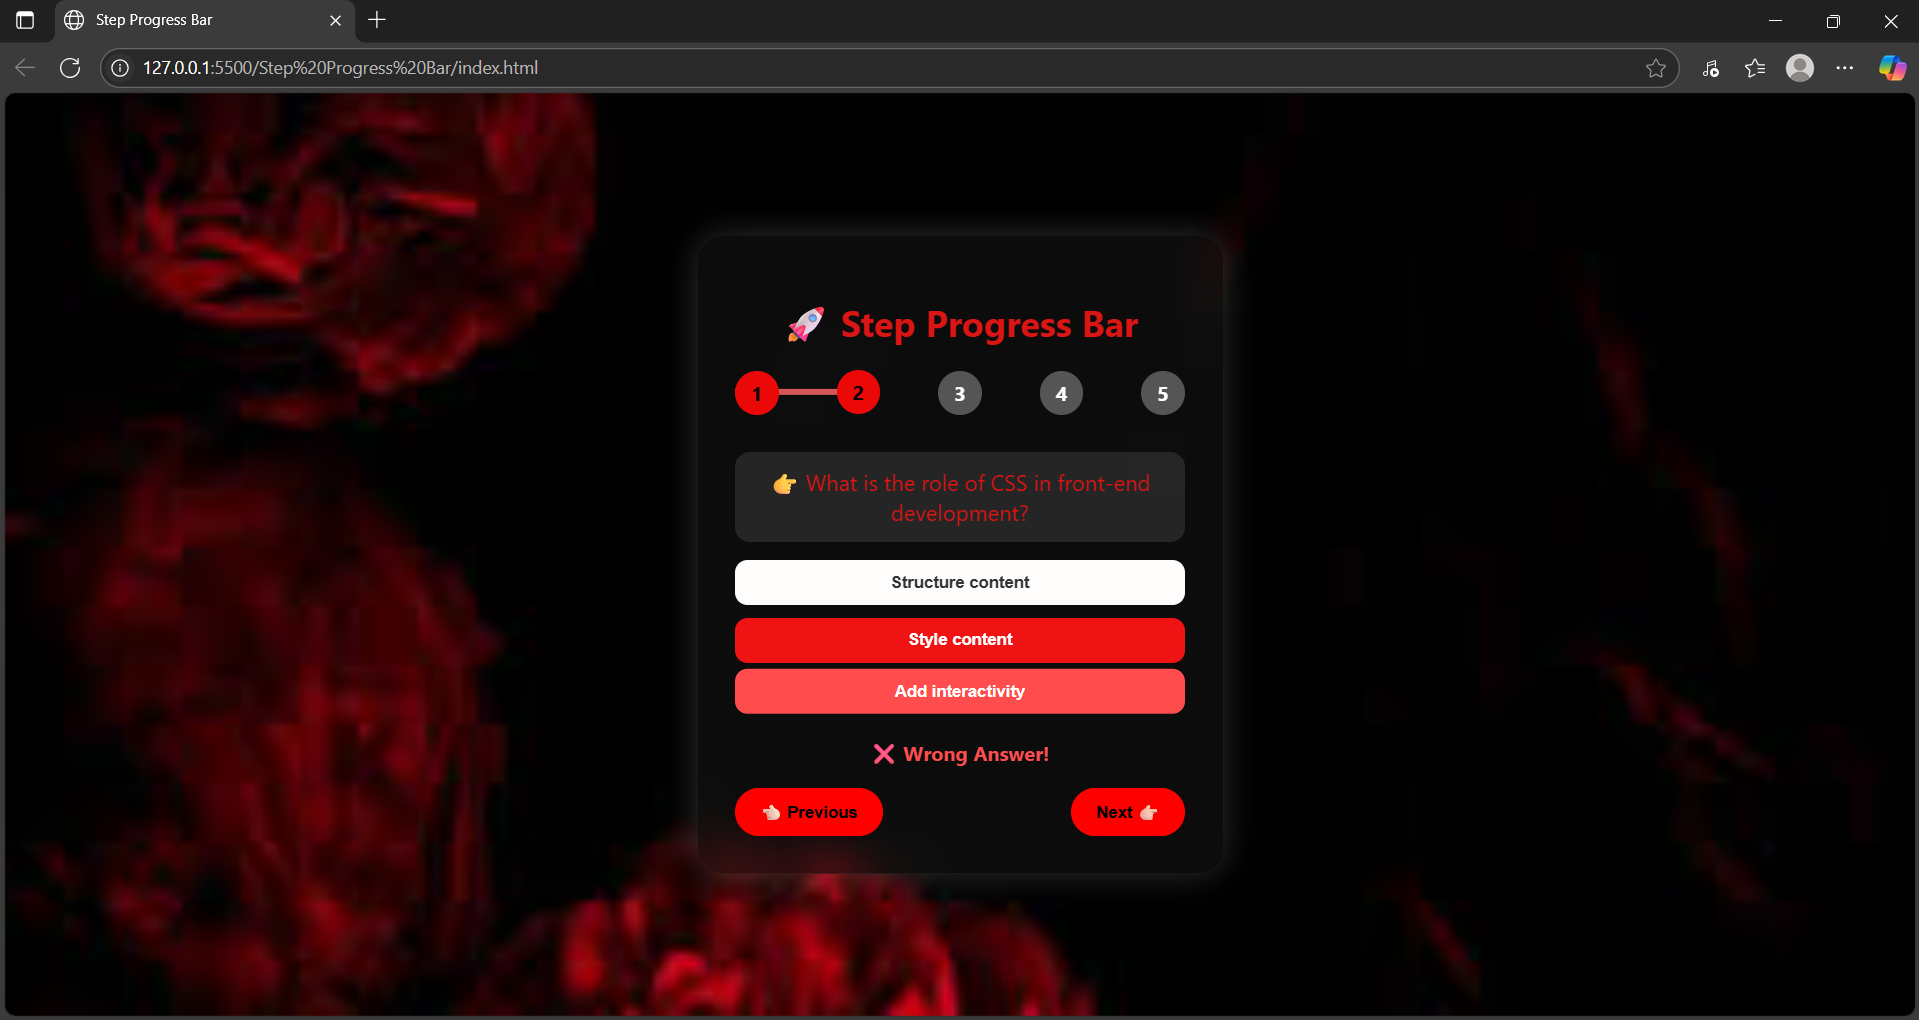 Step Progress Bar
127.0.0.1:5500/Step%20Progress%20Bar/index.html
🚀 Step Progress Bar
1 2 3 4 5
👉 What is the role of CSS in front-end
development?
Structure content
Style content
Add interactivity
❌ Wrong Answer!
👈 Previous
Next 👉